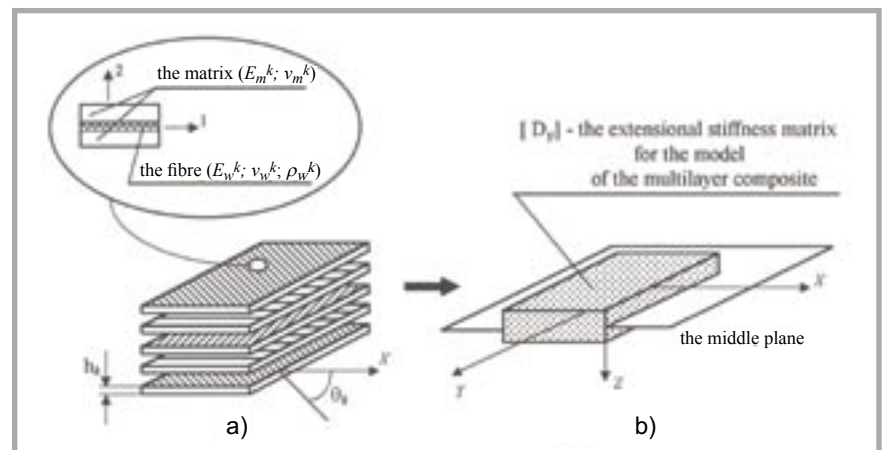 2
the matrix (E_m^k; ν_m^k)
1
the fibre (E_w^k; ν_w^k; ρ_w^k)
X
h_k
θ_k
a)
[ D_ij] - the extensional stiffness matrix
for the model
of the multilayer composite
X
the middle plane
Y
Z
b)